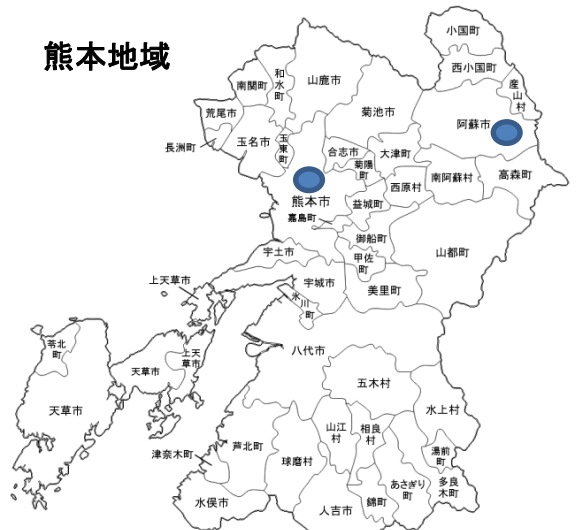 熊本地域
小国町
西小国町
産山村
阿蘇市
和水町
山鹿市
南関町
菊池市
荒尾市
玉名市
玉東町
長洲町
合志市
菊陽町
大津町
西原村
南阿蘇村
高森町
熊本市
益城町
嘉島町
御船町
甲佐町
山都町
宇土市
宇城市
美里町
上天草市
氷川町
八代市
苓北町
天草市
天草市
上天草市
五木村
水上村
山江村
相良村
湯前町
多良木町
芦北町
津奈木町
球磨村
あさぎり町
水俣市
人吉市
錦町